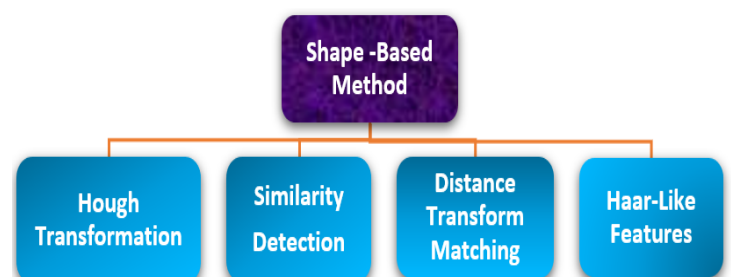 Shape -Based
Method
Hough
Transformation
Similarity
Detection
Distance
Transform
Matching
Haar-Like
Features